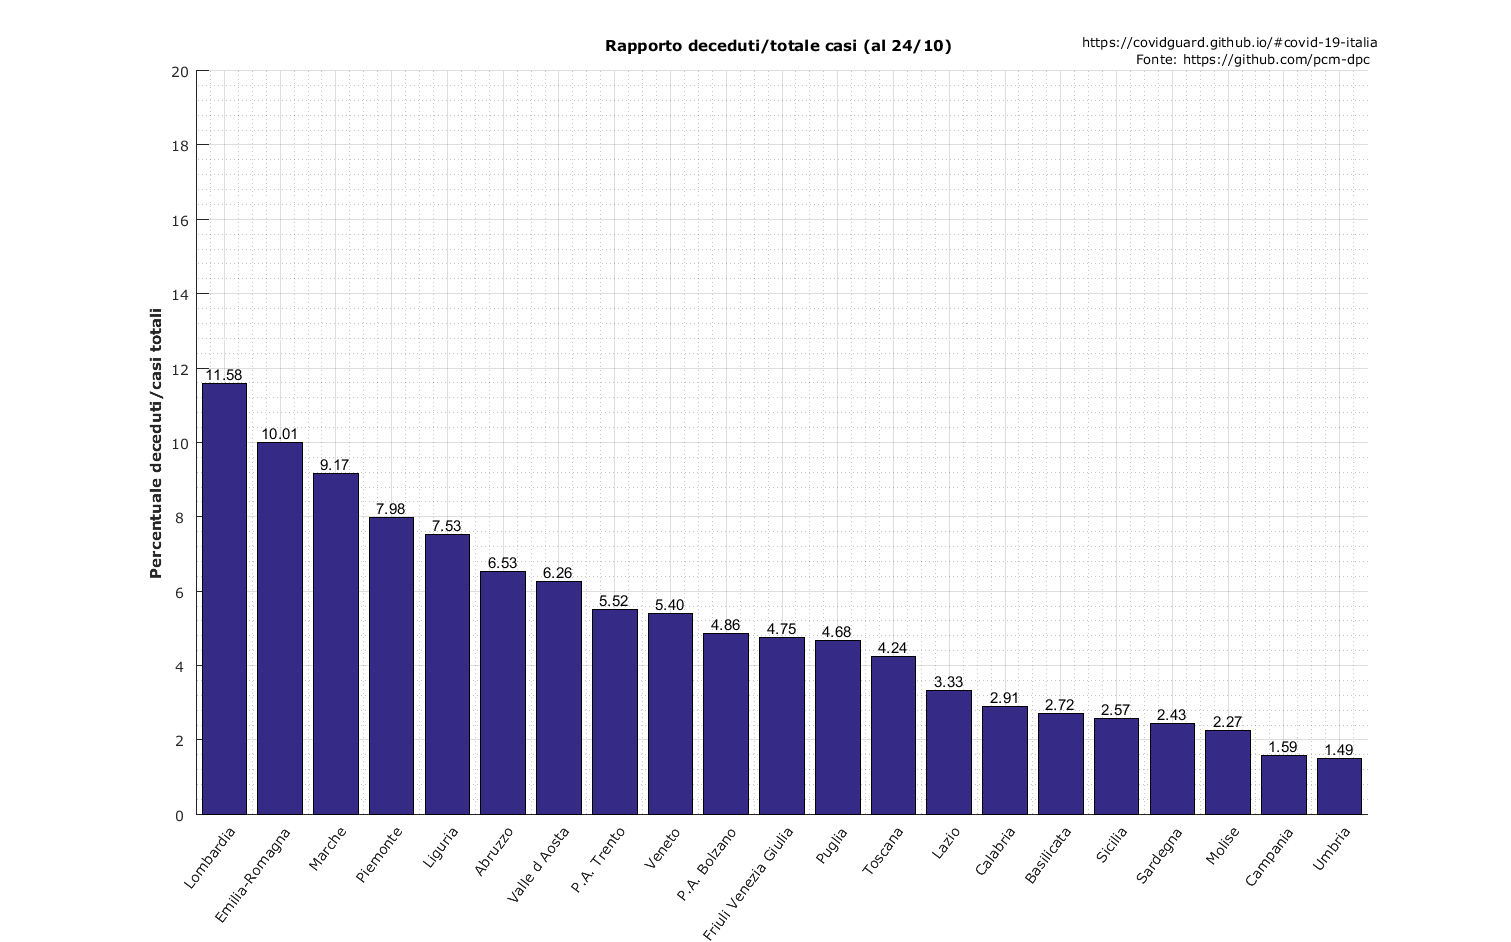 Rapporto deceduti/totale casi (al 24/10)
https://covidguard.github.io/#covid-19-italia
Fonte: https://github.com/pcm-dpc
Percentuale deceduti/casi totali
20
18
16
14
12
10
8
6
4
2
0
11.58
10.01
9.17
7.98
7.53
6.53
6.26
5.52
5.40
4.86
4.75
4.68
4.24
3.33
2.91
2.72
2.57
2.43
2.27
1.59
1.49
Lombardia
Emilia-Romagna
Marche
Piemonte
Liguria
Abruzzo
Valle d Aosta
P.A. Trento
Veneto
P.A. Bolzano
Friuli Venezia Giulia
Puglia
Toscana
Lazio
Calabria
Basilicata
Sicilia
Sardegna
Molise
Campania
Umbria